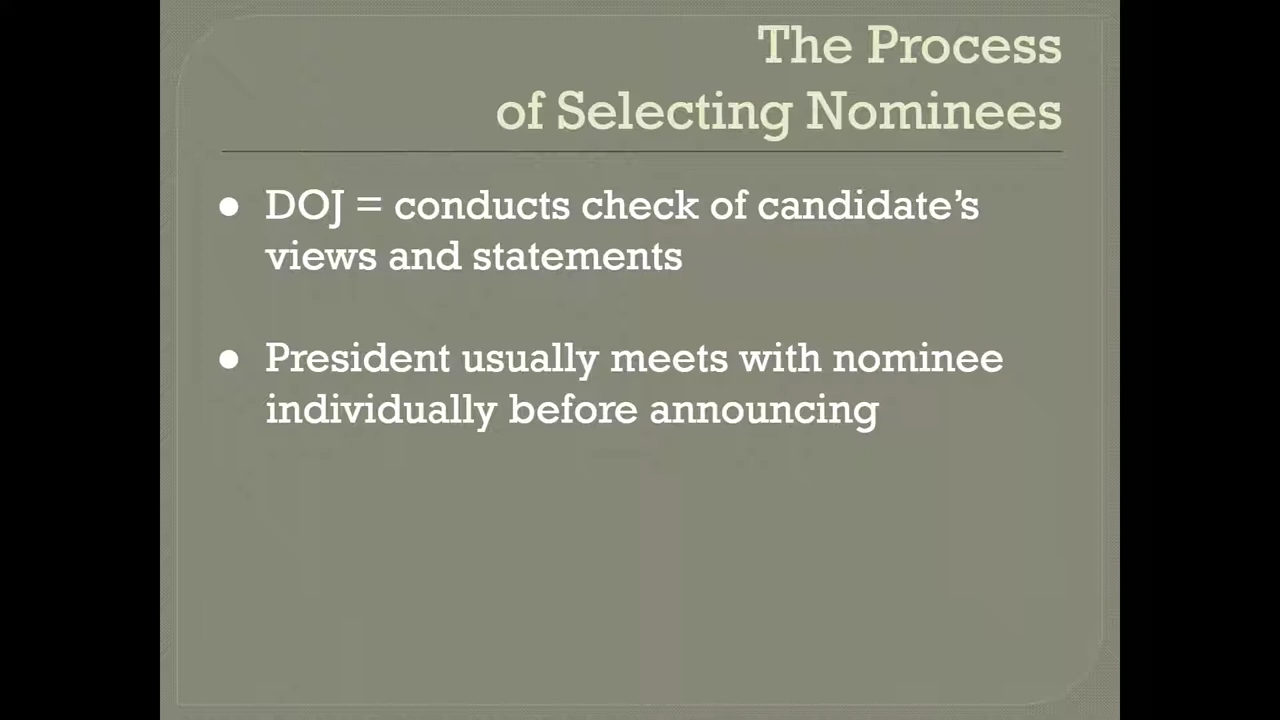 The Process
of Selecting Nominees
● DOJ = conducts check of candidate’s
views and statements
● President usually meets with nominee
individually before announcing